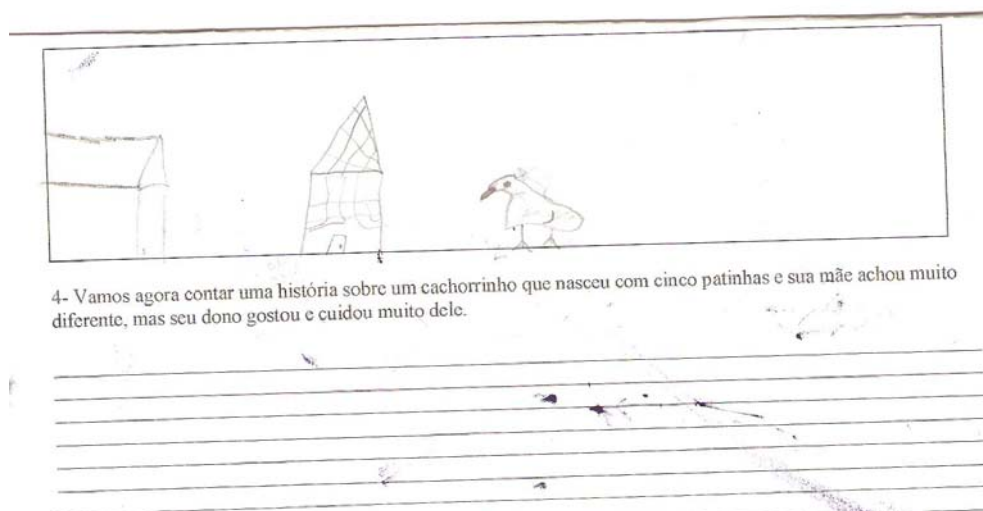 4- Vamos agora contar uma história sobre um cachorrinho que nasceu com cinco patinhas e sua mãe achou muito
diferente, mas seu dono gostou e cuidou muito dele.